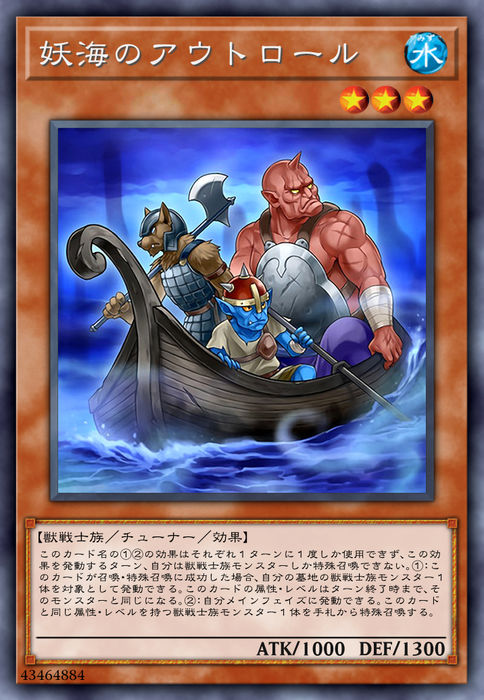 妖海のアウトロール
みず
水
【獣戦士族／チューナー／効果】
このカード名の①②の効果はそれぞれ１ターンに１度しか使用できず、この効
果を発動するターン、自分は獣戦士族モンスターしか特殊召喚できない。①：こ
のカードが召喚・特殊召喚に成功した場合、自分の墓地の獣戦士族モンスター１
体を対象として発動できる。このカードの属性・レベルはターン終了時まで、そ
のモンスターと同じになる。②：自分メインフェイズに発動できる。このカード
と同じ属性・レベルを持つ獣戦士族モンスター１体を手札から特殊召喚する。
ATK/1000 DEF/1300
43464884